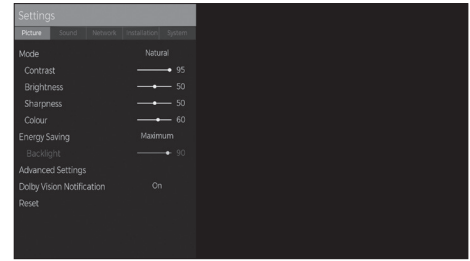 Settings
Picture Sound Network Installation System
Mode Natural
Contrast 95
Brightness 50
Sharpness 50
Colour 60
Energy Saving Maximum
Backlight 90
Advanced Settings
Dolby Vision Notification On
Reset